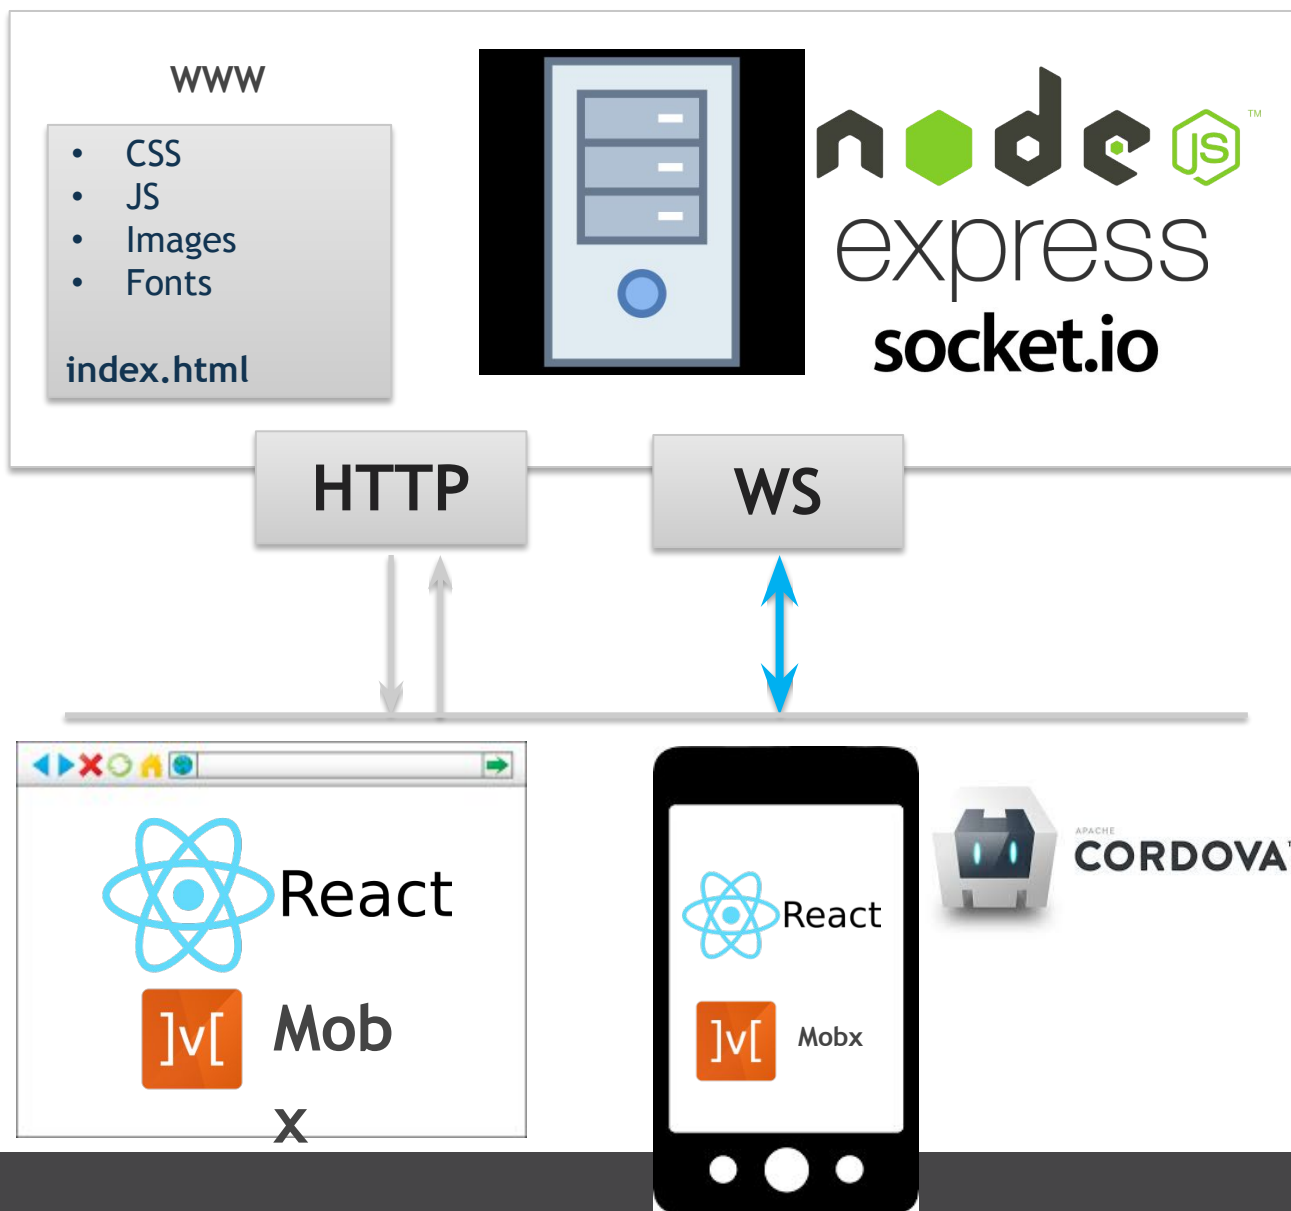 WWW
• CSS
• JS
• Images
• Fonts
index.html
node JS ™
express
socket.io
HTTP
WS
React
]v[
Mob
x
React
]v[
Mobx
APACHE
CORDOVA